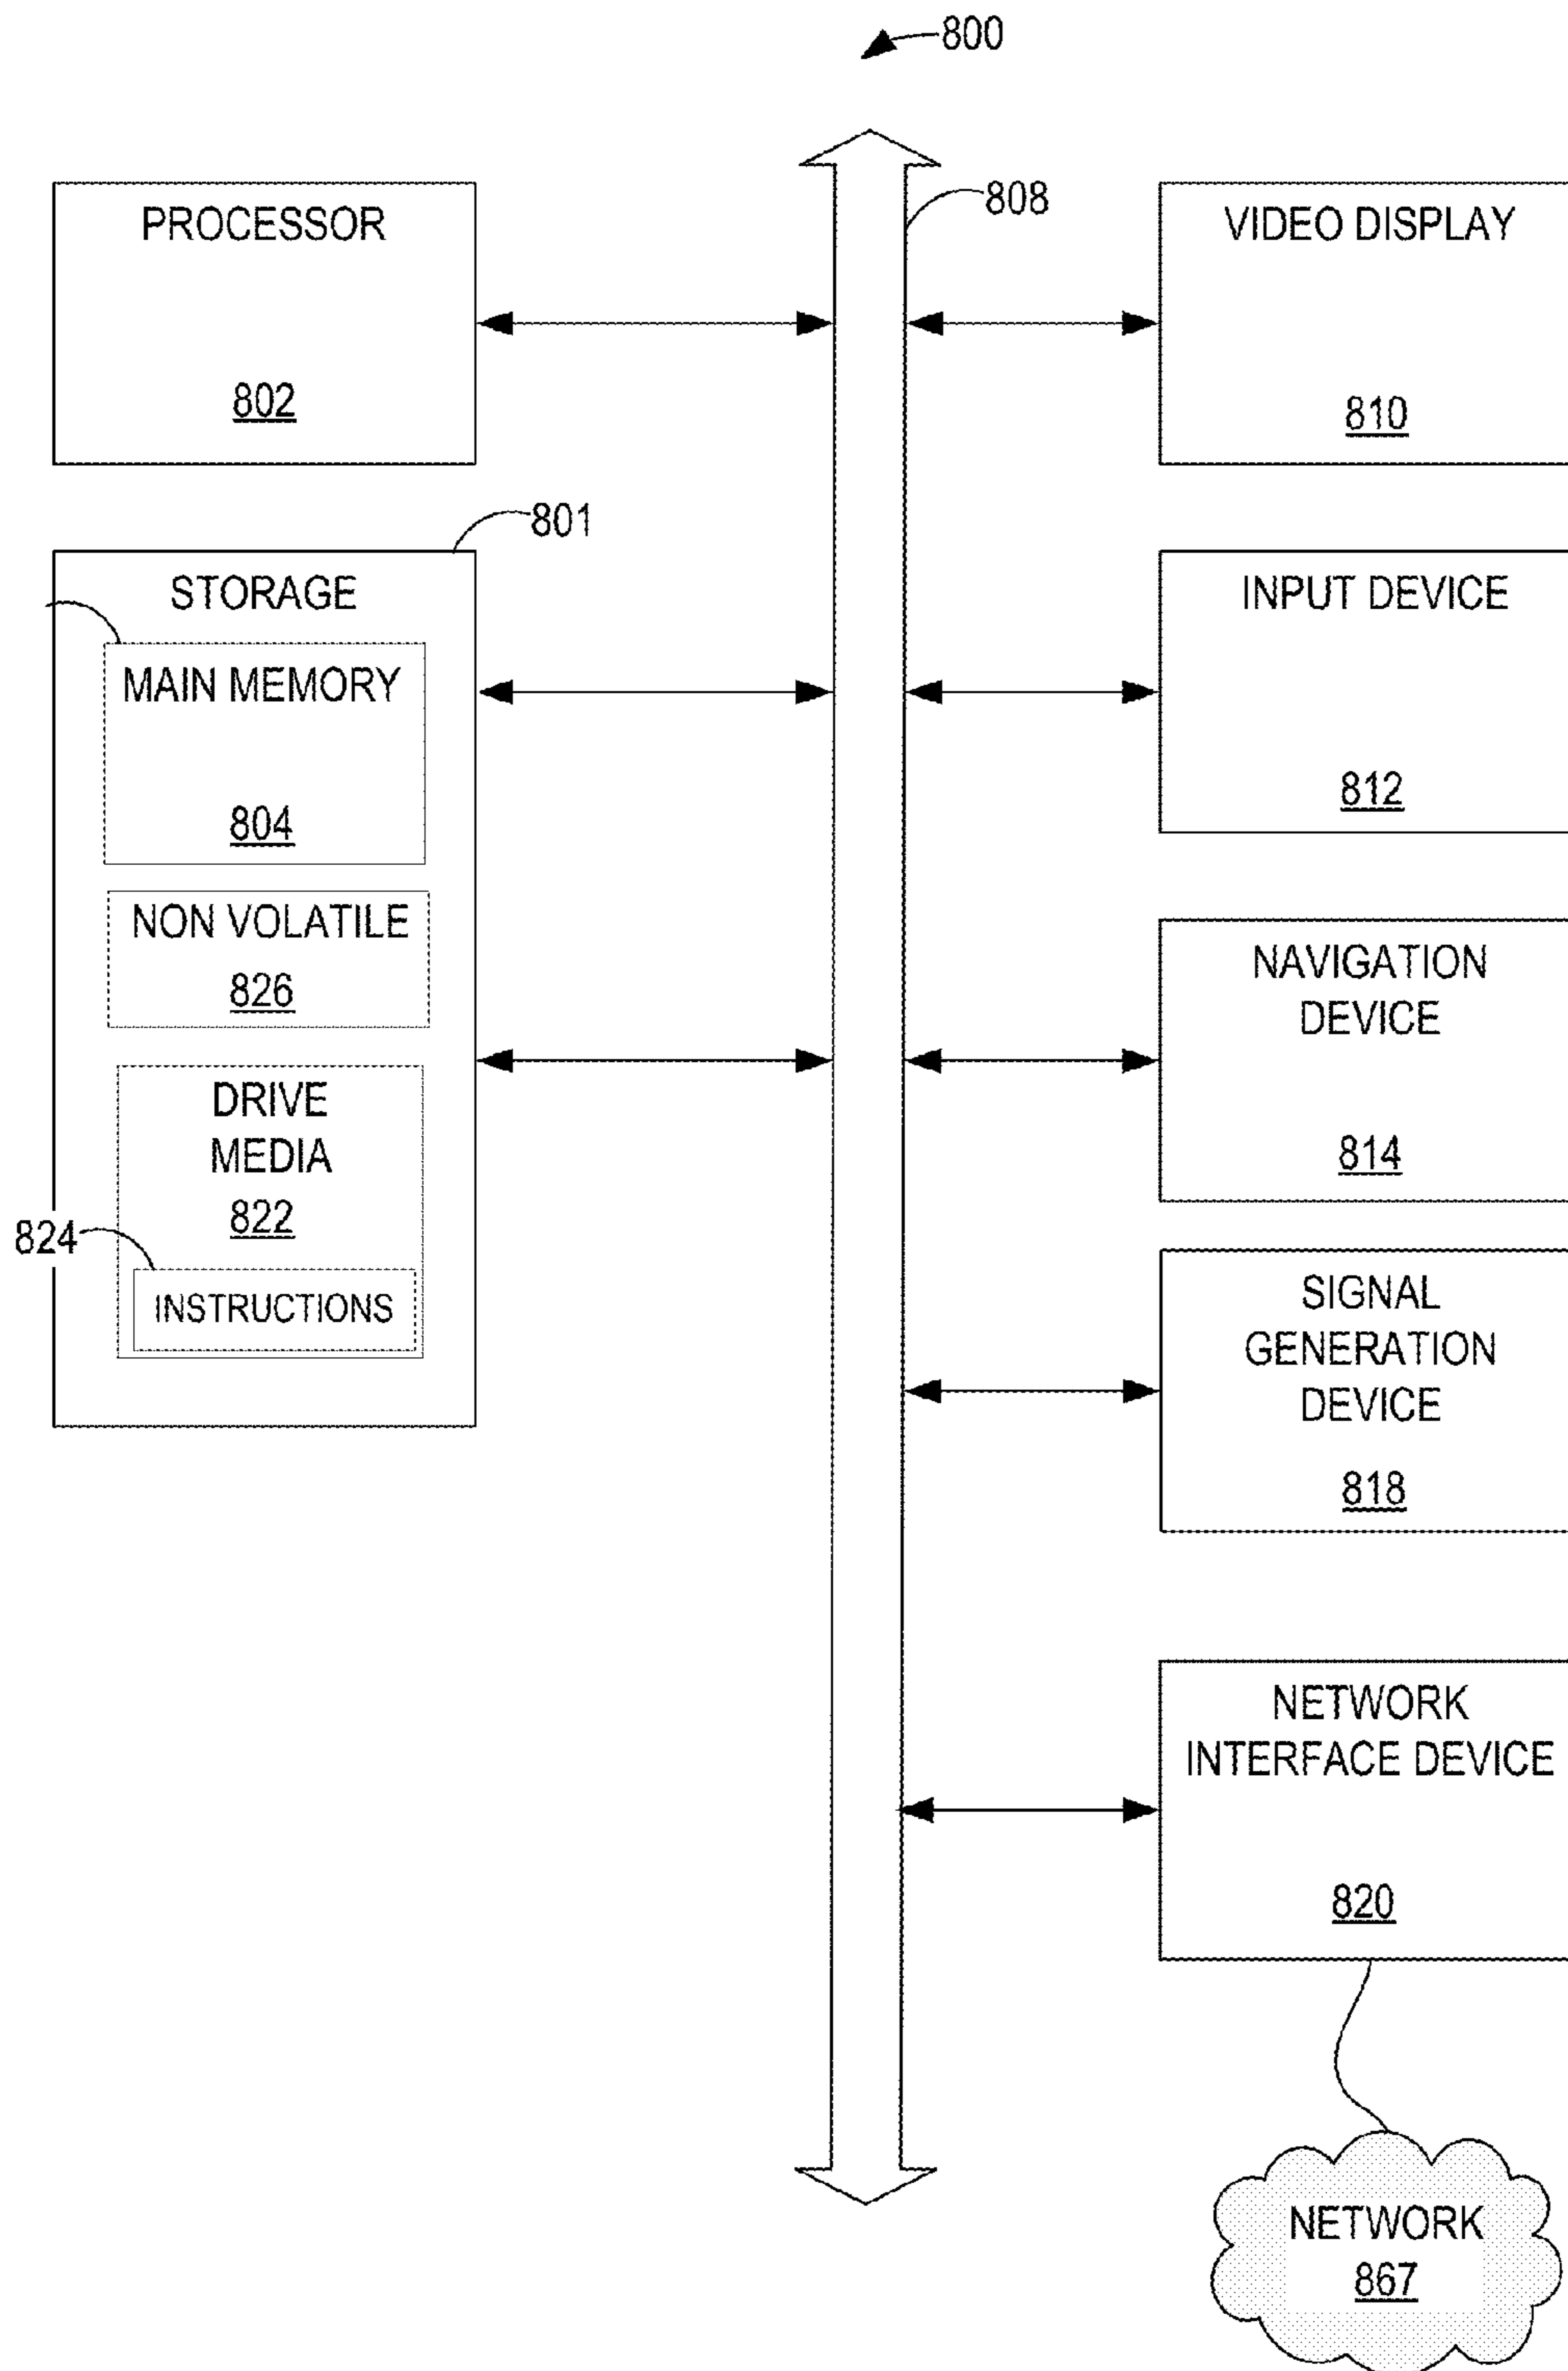 800
808
PROCESSOR
802
801
STORAGE
MAIN MEMORY
804
NON VOLATILE
826
DRIVE
MEDIA
822
824
INSTRUCTIONS
VIDEO DISPLAY
810
INPUT DEVICE
812
NAVIGATION
DEVICE
814
SIGNAL
GENERATION
DEVICE
818
NETWORK
INTERFACE DEVICE
820
NETWORK
867